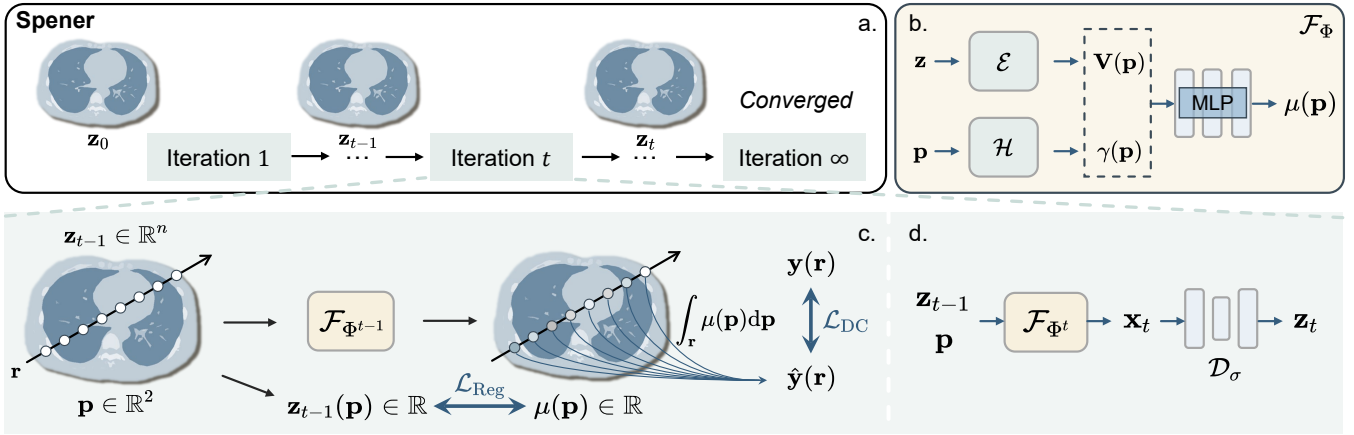 Spener
a.
z₀
z_{t−1}
z_t
Converged
Iteration 1
...
Iteration t
...
Iteration ∞
b.
F_Φ
z
E
V(p)
MLP
μ(p)
p
H
γ(p)
c.
z_{t−1} ∈ ℝⁿ
r
p ∈ ℝ²
F_{Φ^{t−1}}
z_{t−1}(p) ∈ ℝ
L_Reg
μ(p) ∈ ℝ
∫_r μ(p)dp
y(r)
L_DC
ŷ(r)
d.
z_{t−1}
p
F_{Φ^t}
x_t
D_σ
z_t